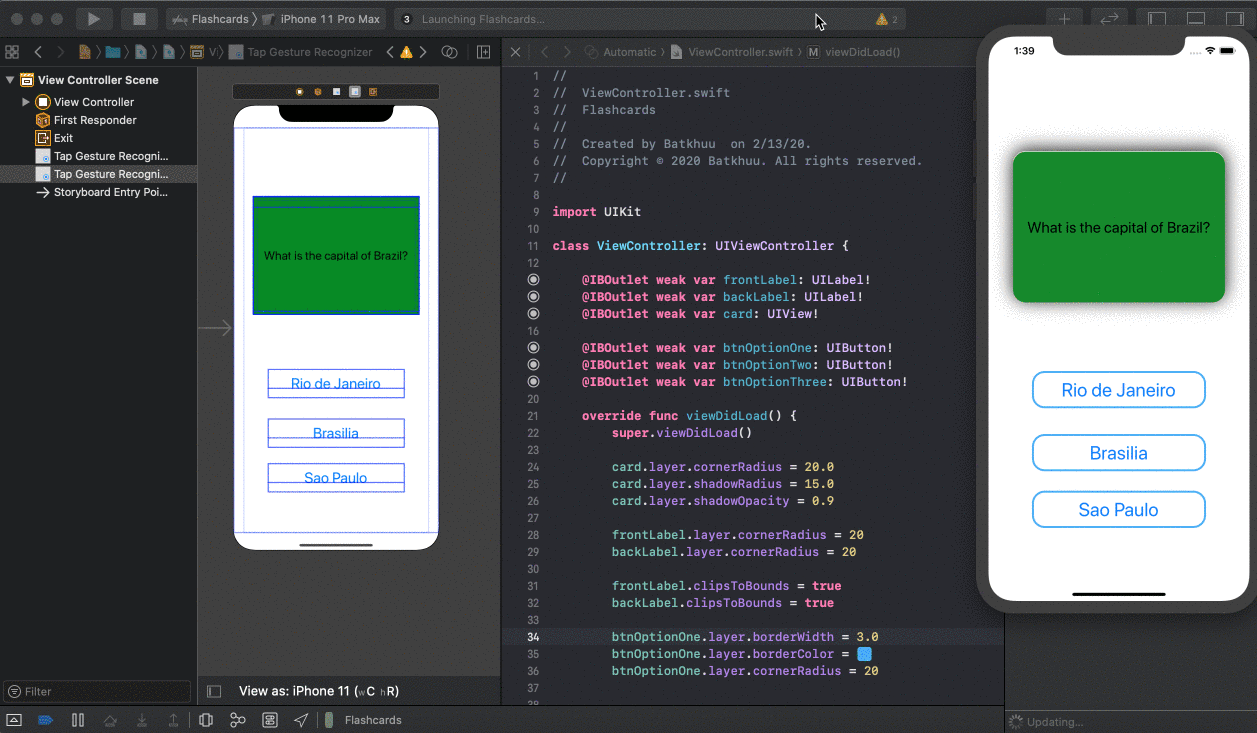 Flashcards
iPhone 11 Pro Max
3
Launching Flashcards…
2
Vi
Tap Gesture Recognizer
Automatic
ViewController.swift
M
viewDidLoad()
View Controller Scene
View Controller
First Responder
Exit
Tap Gesture Recogni...
Tap Gesture Recogni...
Storyboard Entry Poi...
Filter
What is the capital of Brazil?
Rio de Janeiro
Brasilia
Sao Paulo
View as: iPhone 11 (wC hR)
1 //
2 //  ViewController.swift
3 //  Flashcards
4 //
5 //  Created by Batkhuu  on 2/13/20.
6 //  Copyright © 2020 Batkhuu. All rights reserved.
7 //
8
9 import UIKit
10
11 class ViewController: UIViewController {
12
@IBOutlet weak var frontLabel: UILabel!
@IBOutlet weak var backLabel: UILabel!
@IBOutlet weak var card: UIView!
16
@IBOutlet weak var btnOptionOne: UIButton!
@IBOutlet weak var btnOptionTwo: UIButton!
@IBOutlet weak var btnOptionThree: UIButton!
20
21 override func viewDidLoad() {
22 super.viewDidLoad()
23
24 card.layer.cornerRadius = 20.0
25 card.layer.shadowRadius = 15.0
26 card.layer.shadowOpacity = 0.9
27
28 frontLabel.layer.cornerRadius = 20
29 backLabel.layer.cornerRadius = 20
30
31 frontLabel.clipsToBounds = true
32 backLabel.clipsToBounds = true
33
34 btnOptionOne.layer.borderWidth = 3.0
35 btnOptionOne.layer.borderColor =
36 btnOptionOne.layer.cornerRadius = 20
37
38
1:39
What is the capital of Brazil?
Rio de Janeiro
Brasilia
Sao Paulo
Flashcards
Updating...